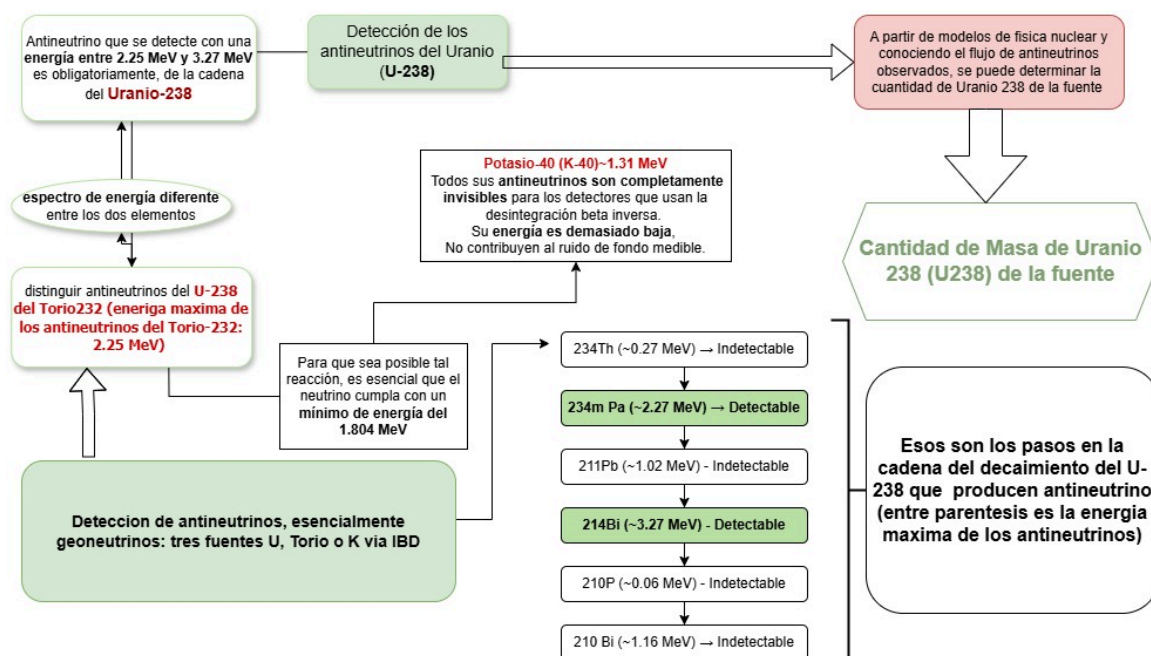 Antineutrino que se detecte con una
energía entre 2.25 MeV y 3.27 MeV
es obligatoriamente, de la cadena
del Uranio-238
Detección de los
antineutrinos del Uranio
(U-238)
A partir de modelos de fisica nuclear y
conociendo el flujo de antineutrinos
observados, se puede determinar la
cuantidad de Uranio 238 de la fuente
Potasio-40 (K-40)~1.31 MeV
Todos sus antineutrinos son completamente
invisibles para los detectores que usan la
desintegración beta inversa.
Su energía es demasiado baja,
No contribuyen al ruido de fondo medible.
espectro de energía diferente
entre los dos elementos
Cantidad de Masa de Uranio
238 (U238) de la fuente
distinguir antineutrinos del U-238
del Torio232 (eneriga maxima de
los antineutrinos del Torio-232:
2.25 MeV)
Para que sea posible tal
reacción, es esencial que el
neutrino cumpla con un
mínimo de energía del
1.804 MeV
234Th (~0.27 MeV) → Indetectable
234m Pa (~2.27 MeV) → Detectable
211Pb (~1.02 MeV) - Indetectable
214Bi (~3.27 MeV) - Detectable
210P (~0.06 MeV) - Indetectable
210 Bi (~1.16 MeV) → Indetectable
Esos son los pasos en la
cadena del decaimiento del U-
238 que producen antineutrino
(entre parentesis es la energia
maxima de los antineutrinos)
Deteccion de antineutrinos, esencialmente
geoneutrinos: tres fuentes U, Torio o K via IBD